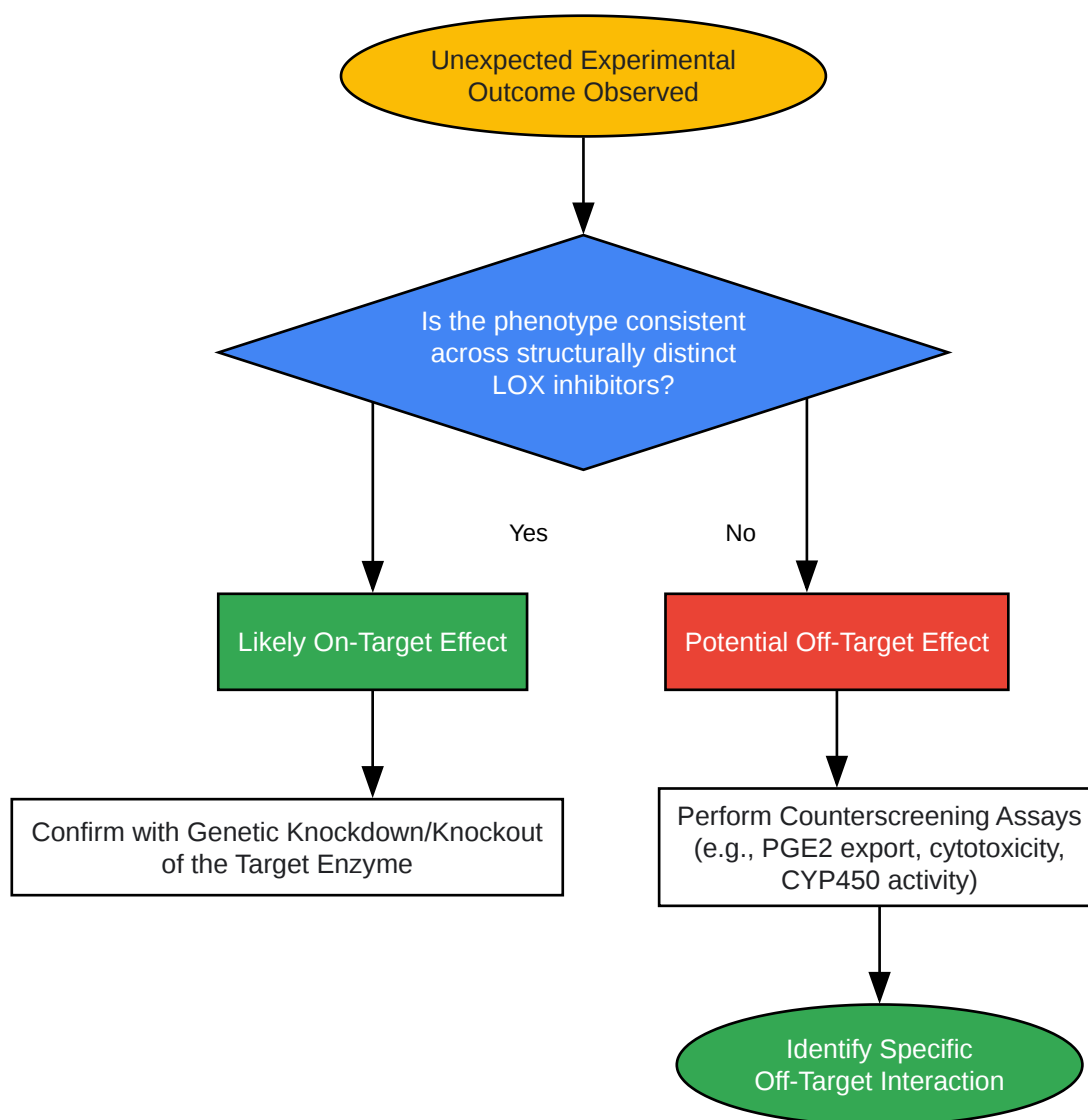 Unexpected Experimental
Outcome Observed
Is the phenotype consistent
across structurally distinct
LOX inhibitors?
Yes
No
Likely On-Target Effect
Potential Off-Target Effect
Confirm with Genetic Knockdown/Knockout
of the Target Enzyme
Perform Counterscreening Assays
(e.g., PGE2 export, cytotoxicity,
CYP450 activity)
Identify Specific
Off-Target Interaction